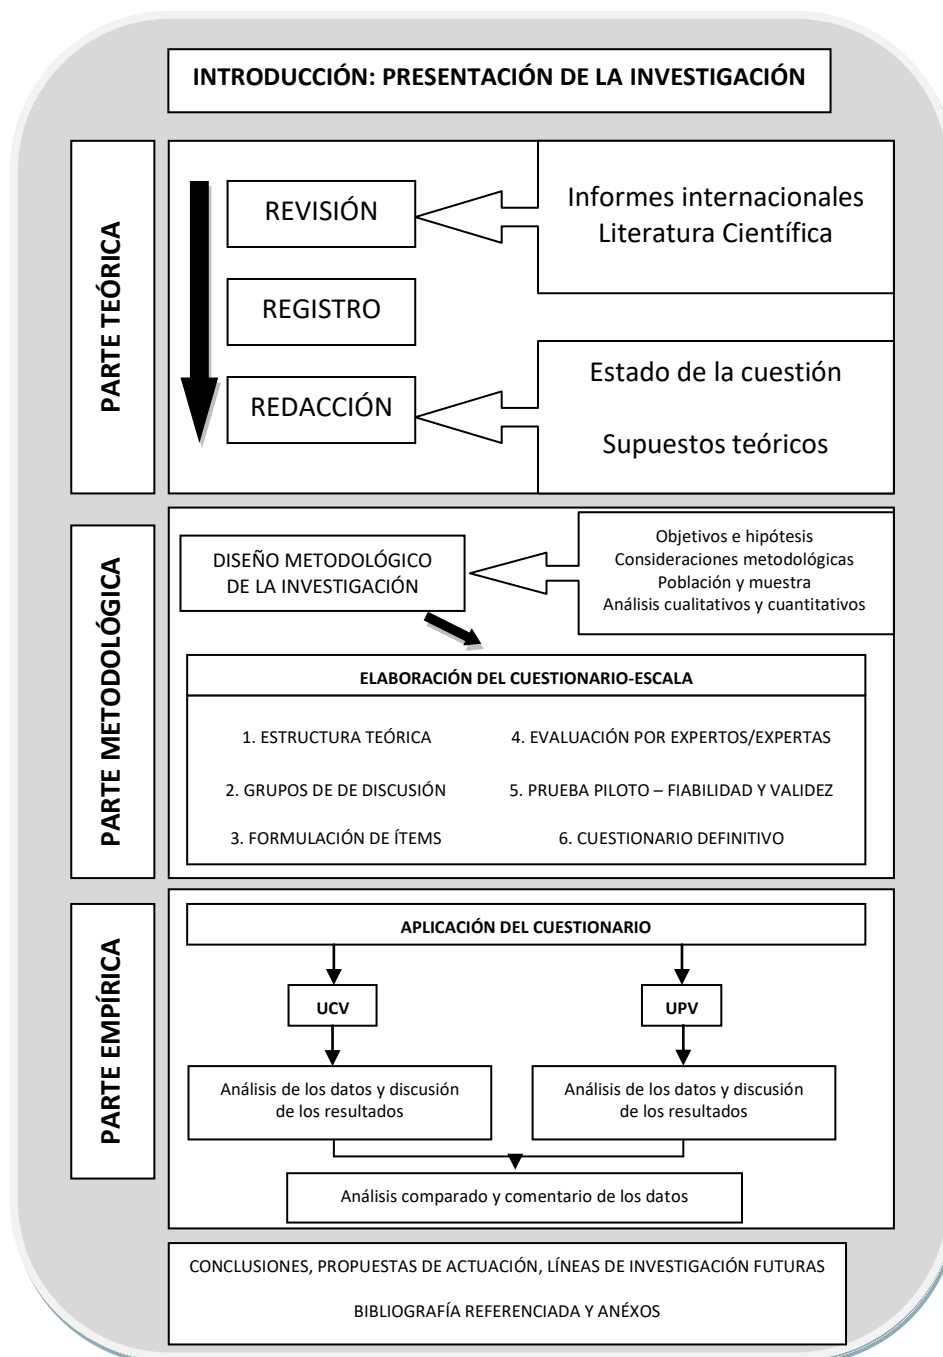 INTRODUCCIÓN: PRESENTACIÓN DE LA INVESTIGACIÓN
PARTE TEÓRICA
REVISIÓN
Informes internacionales
Literatura Científica
REGISTRO
REDACCIÓN
Estado de la cuestión
Supuestos teóricos
PARTE METODOLÓGICA
DISEÑO METODOLÓGICO
DE LA INVESTIGACIÓN
Objetivos e hipótesis
Consideraciones metodológicas
Población y muestra
Análisis cualitativos y cuantitativos
ELABORACIÓN DEL CUESTIONARIO-ESCALA
1. ESTRUCTURA TEÓRICA
2. GRUPOS DE DE DISCUSIÓN
3. FORMULACIÓN DE ÍTEMS
4. EVALUACIÓN POR EXPERTOS/EXPERTAS
5. PRUEBA PILOTO – FIABILIDAD Y VALIDEZ
6. CUESTIONARIO DEFINITIVO
PARTE EMPÍRICA
APLICACIÓN DEL CUESTIONARIO
UCV
UPV
Análisis de los datos y discusión
de los resultados
Análisis de los datos y discusión
de los resultados
Análisis comparado y comentario de los datos
CONCLUSIONES, PROPUESTAS DE ACTUACIÓN, LÍNEAS DE INVESTIGACIÓN FUTURAS
BIBLIOGRAFÍA REFERENCIADA Y ANÉXOS